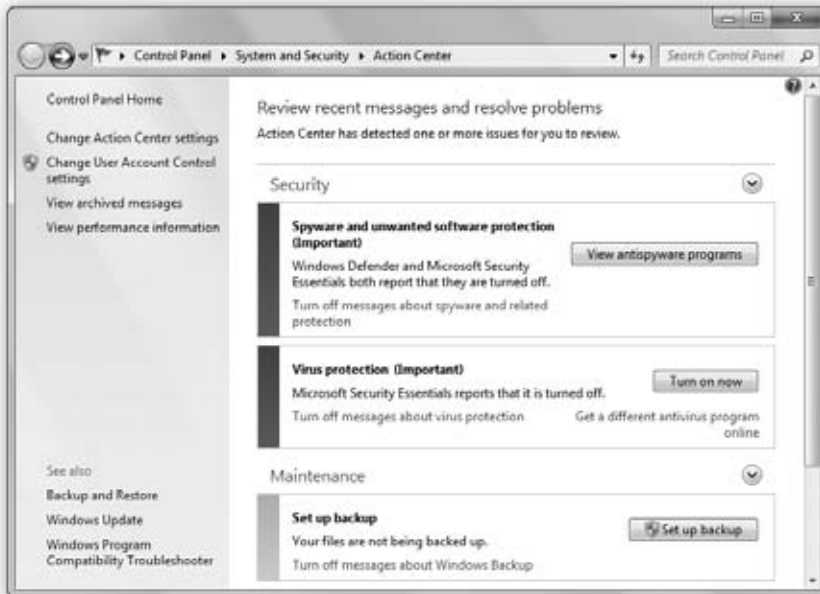 Control Panel
System and Security
Action Center
Search Control Panel
Control Panel Home
Change Action Center settings
Change User Account Control
settings
View archived messages
View performance information
See also
Backup and Restore
Windows Update
Windows Program
Compatibility Troubleshooter
Review recent messages and resolve problems
Action Center has detected one or more issues for you to review.
Security
Spyware and unwanted software protection
(Important)
Windows Defender and Microsoft Security
Essentials both report that they are turned off.
Turn off messages about spyware and related
protection
View antispyware programs
Virus protection (Important)
Microsoft Security Essentials reports that it is turned off.
Turn off messages about virus protection
Turn on now
Get a different antivirus program
online
Maintenance
Set up backup
Your files are not being backed up.
Turn off messages about Windows Backup
Set up backup